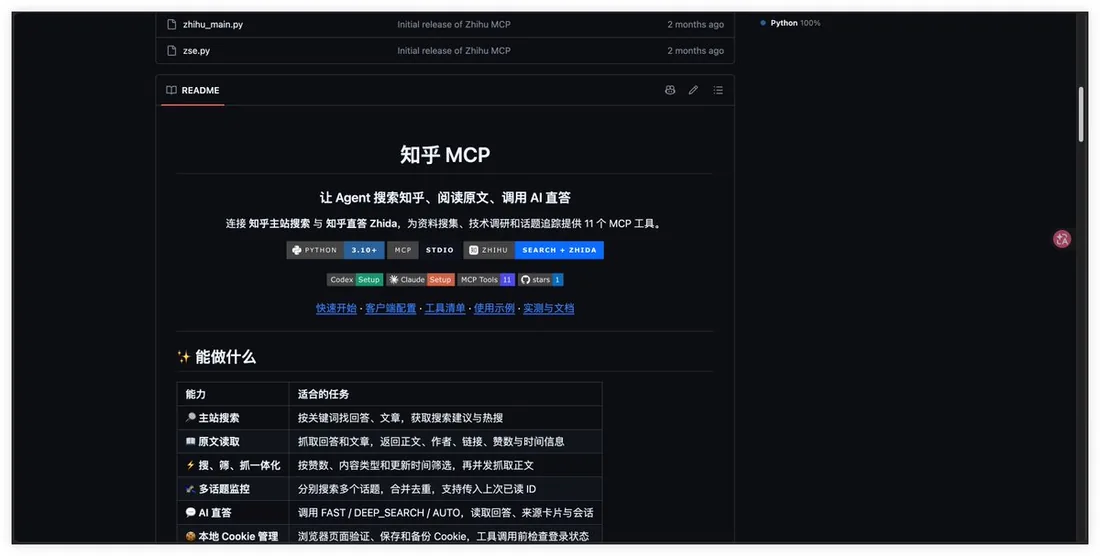 zhihu_main.py Initial release of Zhihu MCP 2 months ago
Python 100%
zse.py Initial release of Zhihu MCP 2 months ago
README
知乎 MCP
让 Agent 搜索知乎、阅读原文、调用 AI 直答
连接 知乎主站搜索 与 知乎直答 Zhida，为资料搜集、技术调研和话题追踪提供 11 个 MCP 工具。
PYTHON 3.10+ MCP STDIO ZHIHU SEARCH + ZHIDA
Codex Setup Claude Setup MCP Tools 11 stars 1
快速开始 · 客户端配置 · 工具清单 · 使用示例 · 实测与文档
✨ 能做什么
能力 适合的任务
🔎 主站搜索 按关键词找回答、文章，获取搜索建议与热搜
📖 原文读取 抓取回答和文章，返回正文、作者、链接、赞数与时间信息
⚡ 搜、筛、抓一体化 按赞数、内容类型和更新时间筛选，再并发抓取正文
🛰️ 多话题监控 分别搜索多个话题，合并去重，支持传入上次已读 ID
💬 AI 直答 调用 FAST / DEEP_SEARCH / AUTO，读取回答、来源卡片与会话
🍪 本地 Cookie 管理 浏览器页面验证、保存和备份 Cookie，工具调用前检查登录状态